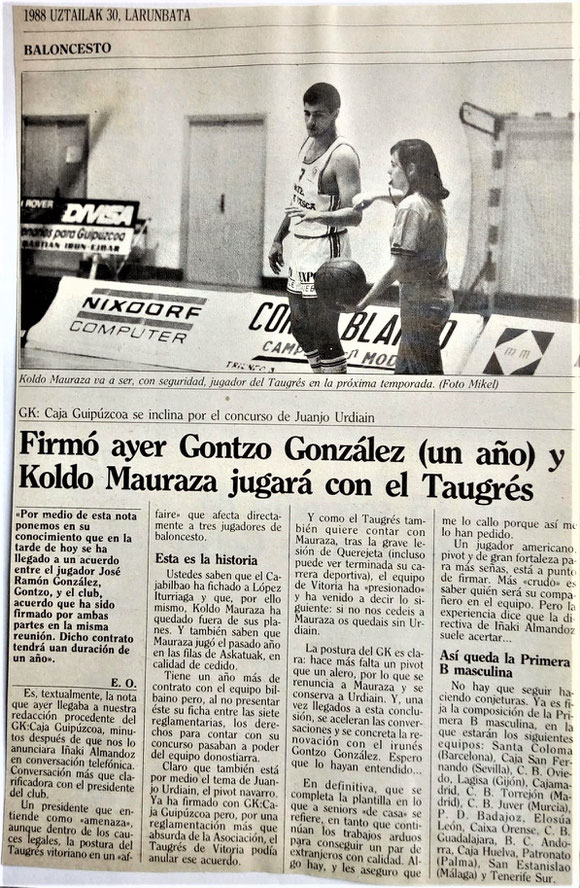 1988 UZTAILAK 30, LARUNBATA
BALONCESTO
ROVER
DMSA
para Guipúzcoa
IRUN-EIBAR
NIXDORF
COMPUTER
BLAN
CAMP
MOD
m m
Koldo Mauraza va a ser, con seguridad, jugador del Taugrés en la próxima temporada. (Foto Mikel)
GK: Caja Guipúzcoa se inclina por el concurso de Juanjo Urdiain
Firmó ayer Gontzo González (un año) y
Koldo Mauraza jugará con el Taugrés
«Por medio de esta nota
ponemos en su
conocimiento que en la
tarde de hoy se ha
llegado a un acuerdo
entre el jugador José
Ramón González,
Gontzo, y el club,
acuerdo que ha sido
firmado por ambas
partes en la misma
reunión. Dicho contrato
tendrá uan duración de
un año».
E. O.
Es, textualmente, la nota
que ayer llegaba a nuestra
redacción procedente del
GK:Caja Guipúzcoa, minu-
tos después de que nos lo
anunciara Iñaki Almandoz
en conversación telefónica.
Conversación más que cla-
rificadora con el presidente
del club.
Un presidente que en-
tiende como «amenaza»,
aunque dentro de los cau-
ces legales, la postura del
Taugrés vitoriano en un «af-
faire» que afecta directa-
mente a tres jugadores de
baloncesto.
Esta es la historia
Ustedes saben que el Ca-
jabilbao ha fichado a López
Iturriaga y que, por ello
mismo, Koldo Mauraza ha
quedado fuera de sus pla-
nes. Y también saben que
Mauraza jugó el pasado año
en las filas de Askatuak, en
calidad de cedido.
Tiene un año más de
contrato con el equipo bil-
baino pero, al no presentar
éste su ficha entre las siete
reglamentarias, los dere-
chos para contar con su
concurso pasaban a poder
del equipo donostiarra.
Claro que también está
por medio el tema de Juan-
jo Urdiain, el pivot navarro.
Ya ha firmado con GK:Ca-
ja Guipúzcoa pero, por una
reglamentación más que
absurda de la Asociación, el
Taugrés de Vitoria podía
anular ese acuerdo.
Y como el Taugrés tam-
bién quiere contar con
Mauraza, tras la grave le-
sión de Querejeta (incluso
puede ver terminada su ca-
rrera deportiva), el equipo
de Vitoria ha «presionado»
y ha venido a decir lo si-
guiente: si no nos cedeis a
Mauraza os quedais sin Ur-
diain.
La postura del GK es cla-
ra: hace más falta un pivot
que un alero, por lo que se
renuncia a Mauraza y se
conserva a Urdiain. Y, una
vez llegados a esta conclu-
sión, se aceleran las conver-
saciones y se concreta la re-
novación con el irunés
Gontzo González. Espero
que lo hayan entendido...
En definitiva, que se
completa la plantilla en lo
que a seniors «de casa» se
refiere, en tanto que conti-
núan los trabajos arduos
para conseguir un par de
extranjeros con calidad. Al-
go hay, y les aseguro que
me lo callo porque así me
lo han pedido.
Un jugador americano,
pivot y de gran fortaleza pa-
ra más señas, está a punto
de firmar. Más «crudo» es
saber quién será su compa-
ñero en el equipo. Pero la
experiencia dice que la di-
rectiva de Iñaki Almandoz
suele acertar...
Así queda la Primera
B masculina
No hay que seguir ha-
ciendo conjeturas. Ya es fi-
ja la composición de la Pri-
mera B masculina, en la
que estarán los siguientes
equipos: Santa Coloma
(Barcelona), Caja San Fer-
nando (Sevilla), C. B. Ovie-
do, Lagisa (Gijón), Cajama-
drid, C. B. Torrejón (Ma-
drid), C. B. Juver (Murcia),
P. D. Badajoz, Elosúa
León, Caixa Orense, C. B.
Guadalajara, B. C. Ando-
rra, Caja Huelva, Patronato
(Palma), San Estanislao
(Málaga) y Tenerife Sur.